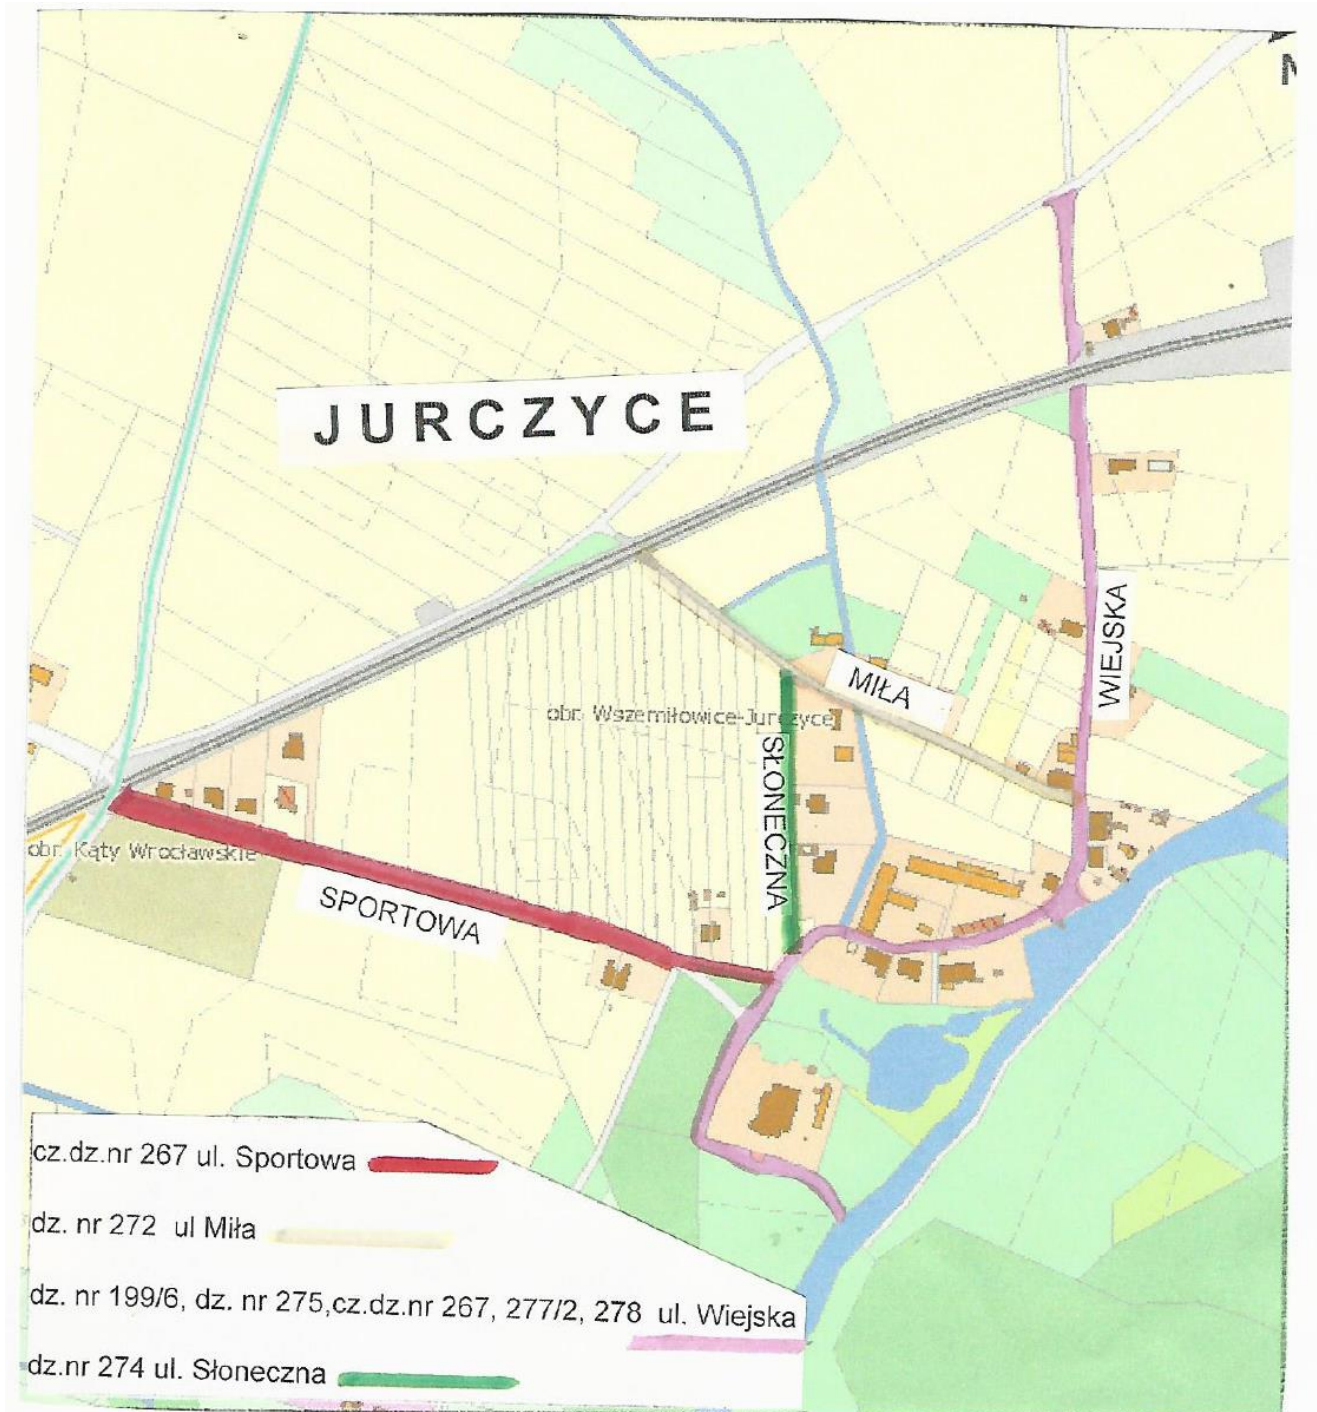 N
JURCZYCE
WIEJSKA
MIŁA
obr. Wszemiłowice-Jurczyce
SŁONECZNA
obr. Kąty Wrocławskie
SPORTOWA
cz.dz.nr 267 ul. Sportowa
dz. nr 272 ul Miła
dz. nr 199/6, dz. nr 275,cz.dz.nr 267, 277/2, 278 ul. Wiejska
dz.nr 274 ul. Słoneczna